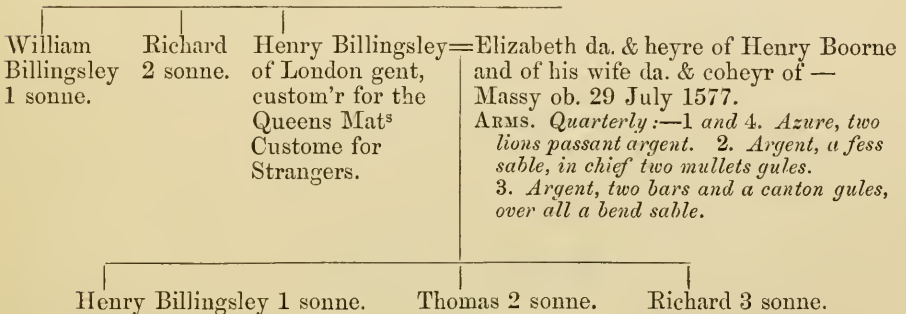 William
Billingsley
1 sonne.
Richard
2 sonne.
Henry Billingsley=
of London gent,
custom'r for the
Queens Matˢ
Custome for
Strangers.
Elizabeth da. & heyre of Henry Boorne
and of his wife da. & coheyr of —
Massy ob. 29 July 1577.
ARMS. Quarterly:—1 and 4. Azure, two
lions passant argent. 2. Argent, a fess
sable, in chief two mullets gules.
3. Argent, two bars and a canton gules,
over all a bend sable.
Henry Billingsley 1 sonne. Thomas 2 sonne. Richard 3 sonne.